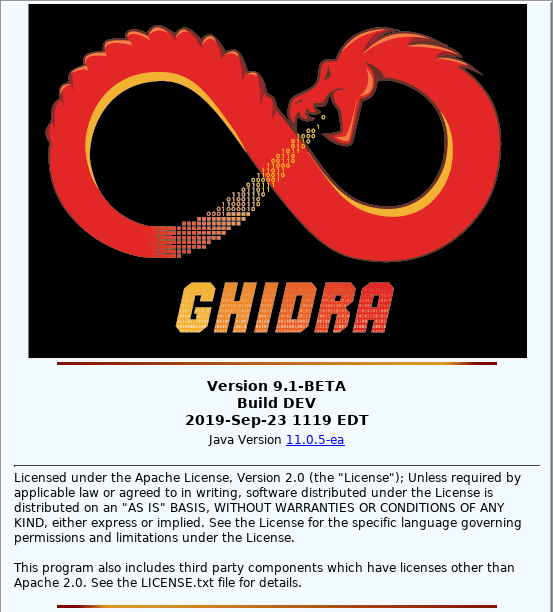 GHIDRA
Version 9.1-BETA
Build DEV
2019-Sep-23 1119 EDT
Java Version 11.0.5-ea
Licensed under the Apache License, Version 2.0 (the "License"); Unless required by
applicable law or agreed to in writing, software distributed under the License is
distributed on an "AS IS" BASIS, WITHOUT WARRANTIES OR CONDITIONS OF ANY
KIND, either express or implied. See the License for the specific language governing
permissions and limitations under the License.
This program also includes third party components which have licenses other than
Apache 2.0. See the LICENSE.txt file for details.